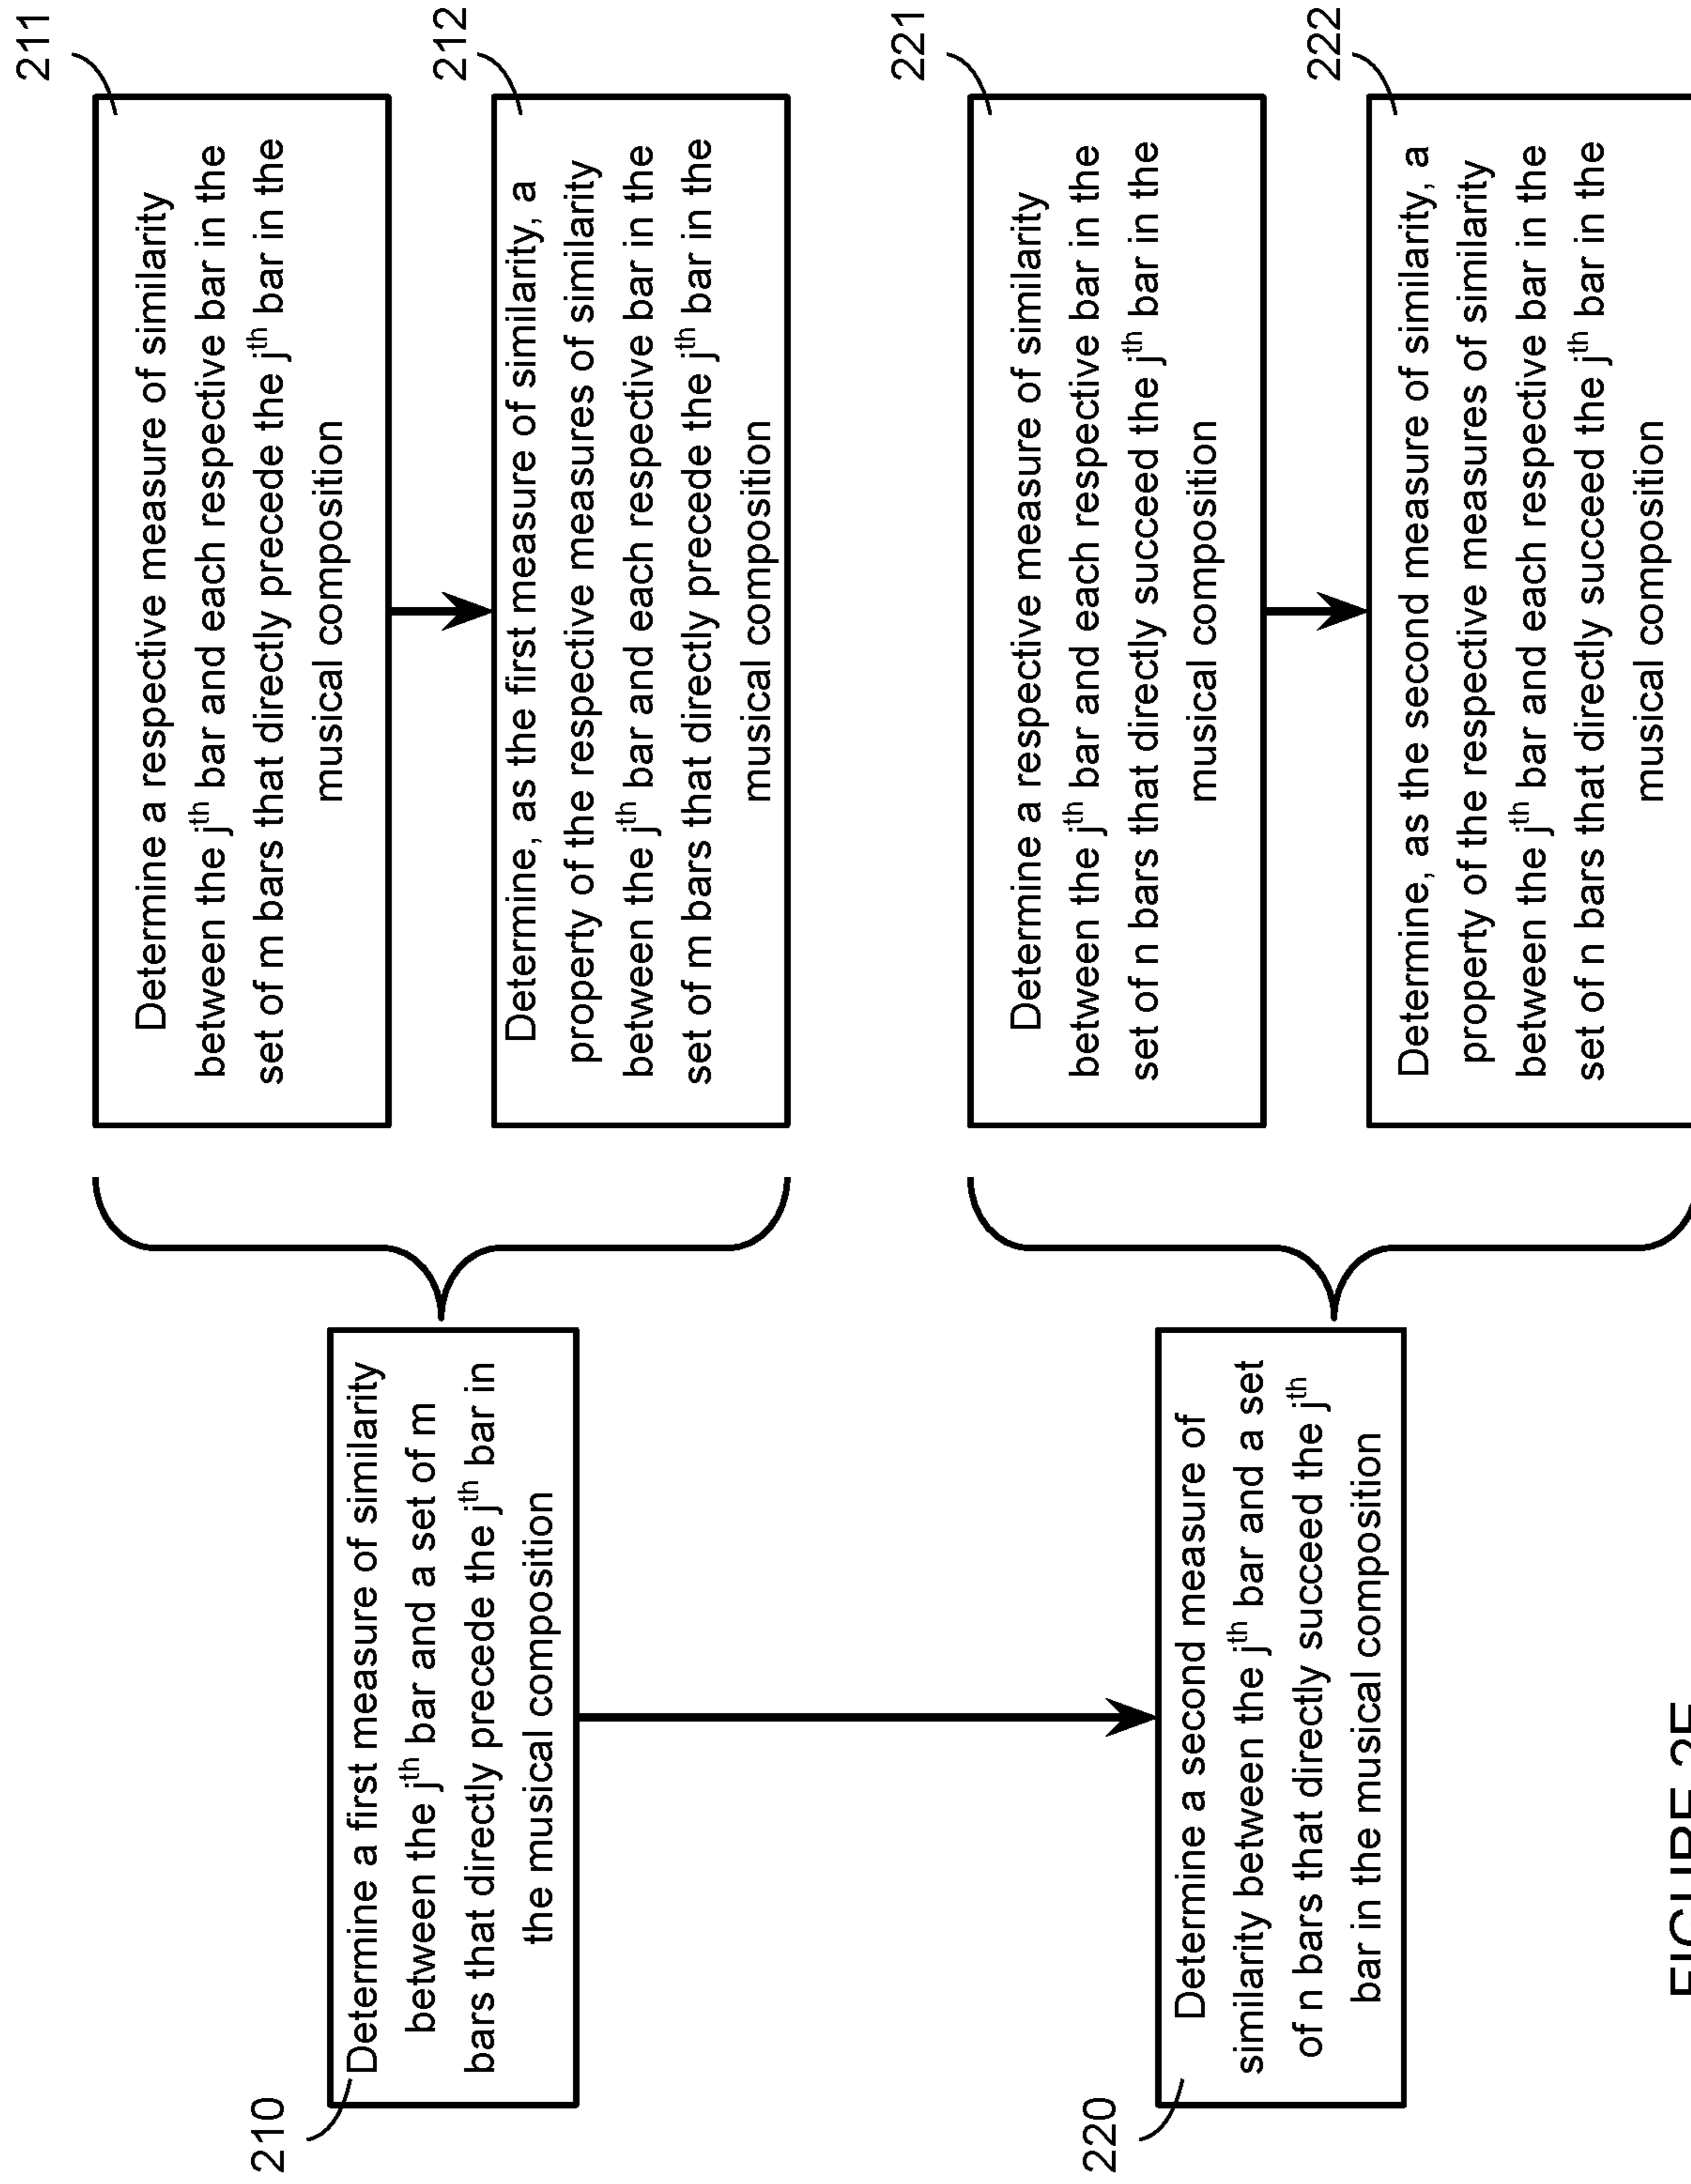 210
Determine a first measure of similarity
between the jth bar and a set of m
bars that directly precede the jth bar in
the musical composition
211
Determine a respective measure of similarity
between the jth bar and each respective bar in the
set of m bars that directly precede the jth bar in the
musical composition
212
Determine, as the first measure of similarity, a
property of the respective measures of similarity
between the jth bar and each respective bar in the
set of m bars that directly precede the jth bar in the
musical composition
220
Determine a second measure of
similarity between the jth bar and a set
of n bars that directly succeed the jth
bar in the musical composition
221
Determine a respective measure of similarity
between the jth bar and each respective bar in the
set of n bars that directly succeed the jth bar in the
musical composition
222
Determine, as the second measure of similarity, a
property of the respective measures of similarity
between the jth bar and each respective bar in the
set of n bars that directly succeed the jth bar in the
musical composition
FIGURE